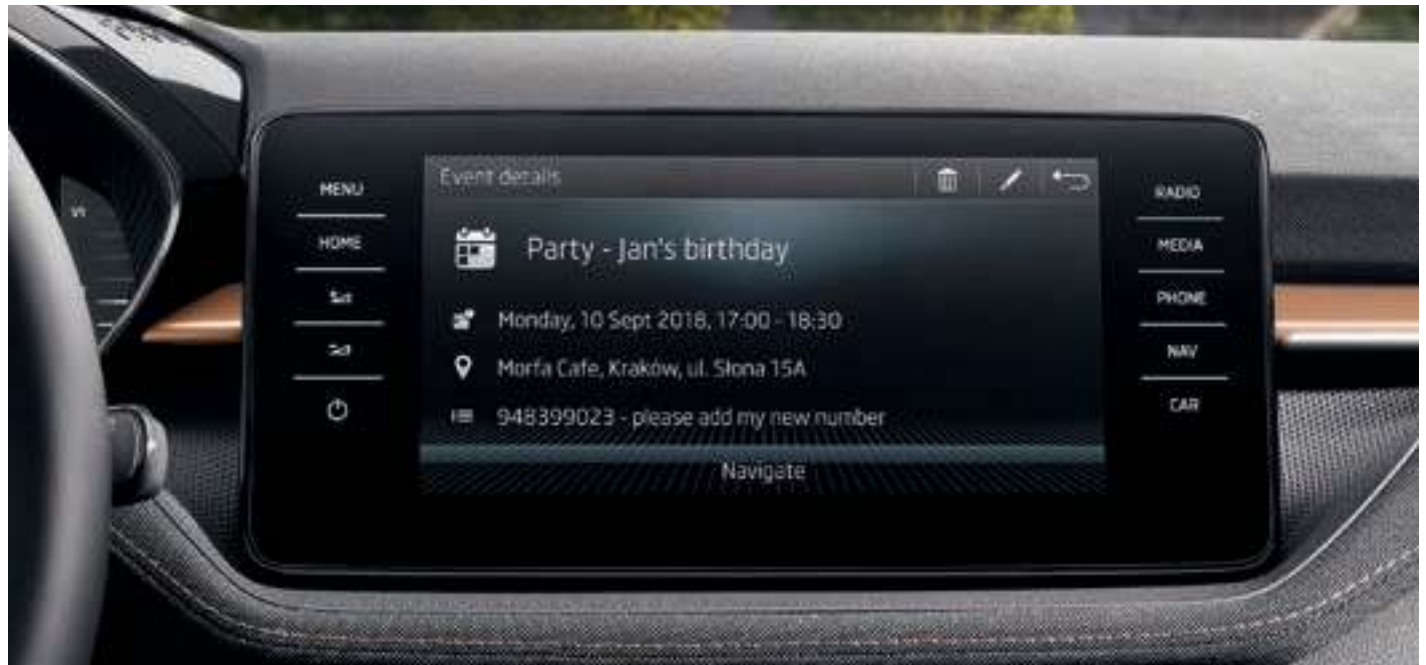 MENU
HOME
Event details
Party - Jan's birthday
Monday, 10 Sept 2018, 17:00 - 18:30
Morfa Cafe, Kraków, ul. Słona 15A
948399023 - please add my new number
Navigate
RADIO
MEDIA
PHONE
NAV
CAR